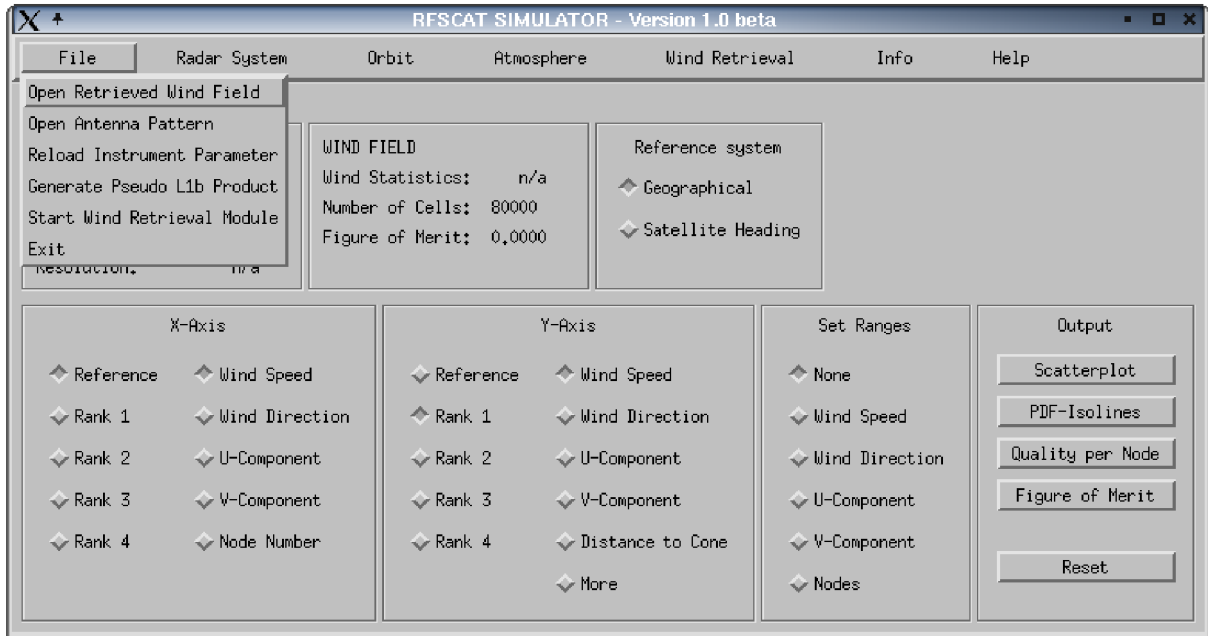 RFSCAT SIMULATOR - Version 1.0 beta
File Radar System Orbit Atmosphere Wind Retrieval Info Help
Open Retrieved Wind Field
Open Antenna Pattern
Reload Instrument Parameter
Generate Pseudo L1b Product
Start Wind Retrieval Module
Exit
Resolution: n/a
WIND FIELD
Wind Statistics: n/a
Number of Cells: 80000
Figure of Merit: 0.0000
Reference system
Geographical
Satellite Heading
X-Axis
Reference Wind Speed
Rank 1 Wind Direction
Rank 2 U-Component
Rank 3 V-Component
Rank 4 Node Number
Y-Axis
Reference Wind Speed
Rank 1 Wind Direction
Rank 2 U-Component
Rank 3 V-Component
Rank 4 Distance to Cone
More
Set Ranges
None
Wind Speed
Wind Direction
U-Component
V-Component
Nodes
Output
Scatterplot
PDF-Isolines
Quality per Node
Figure of Merit
Reset